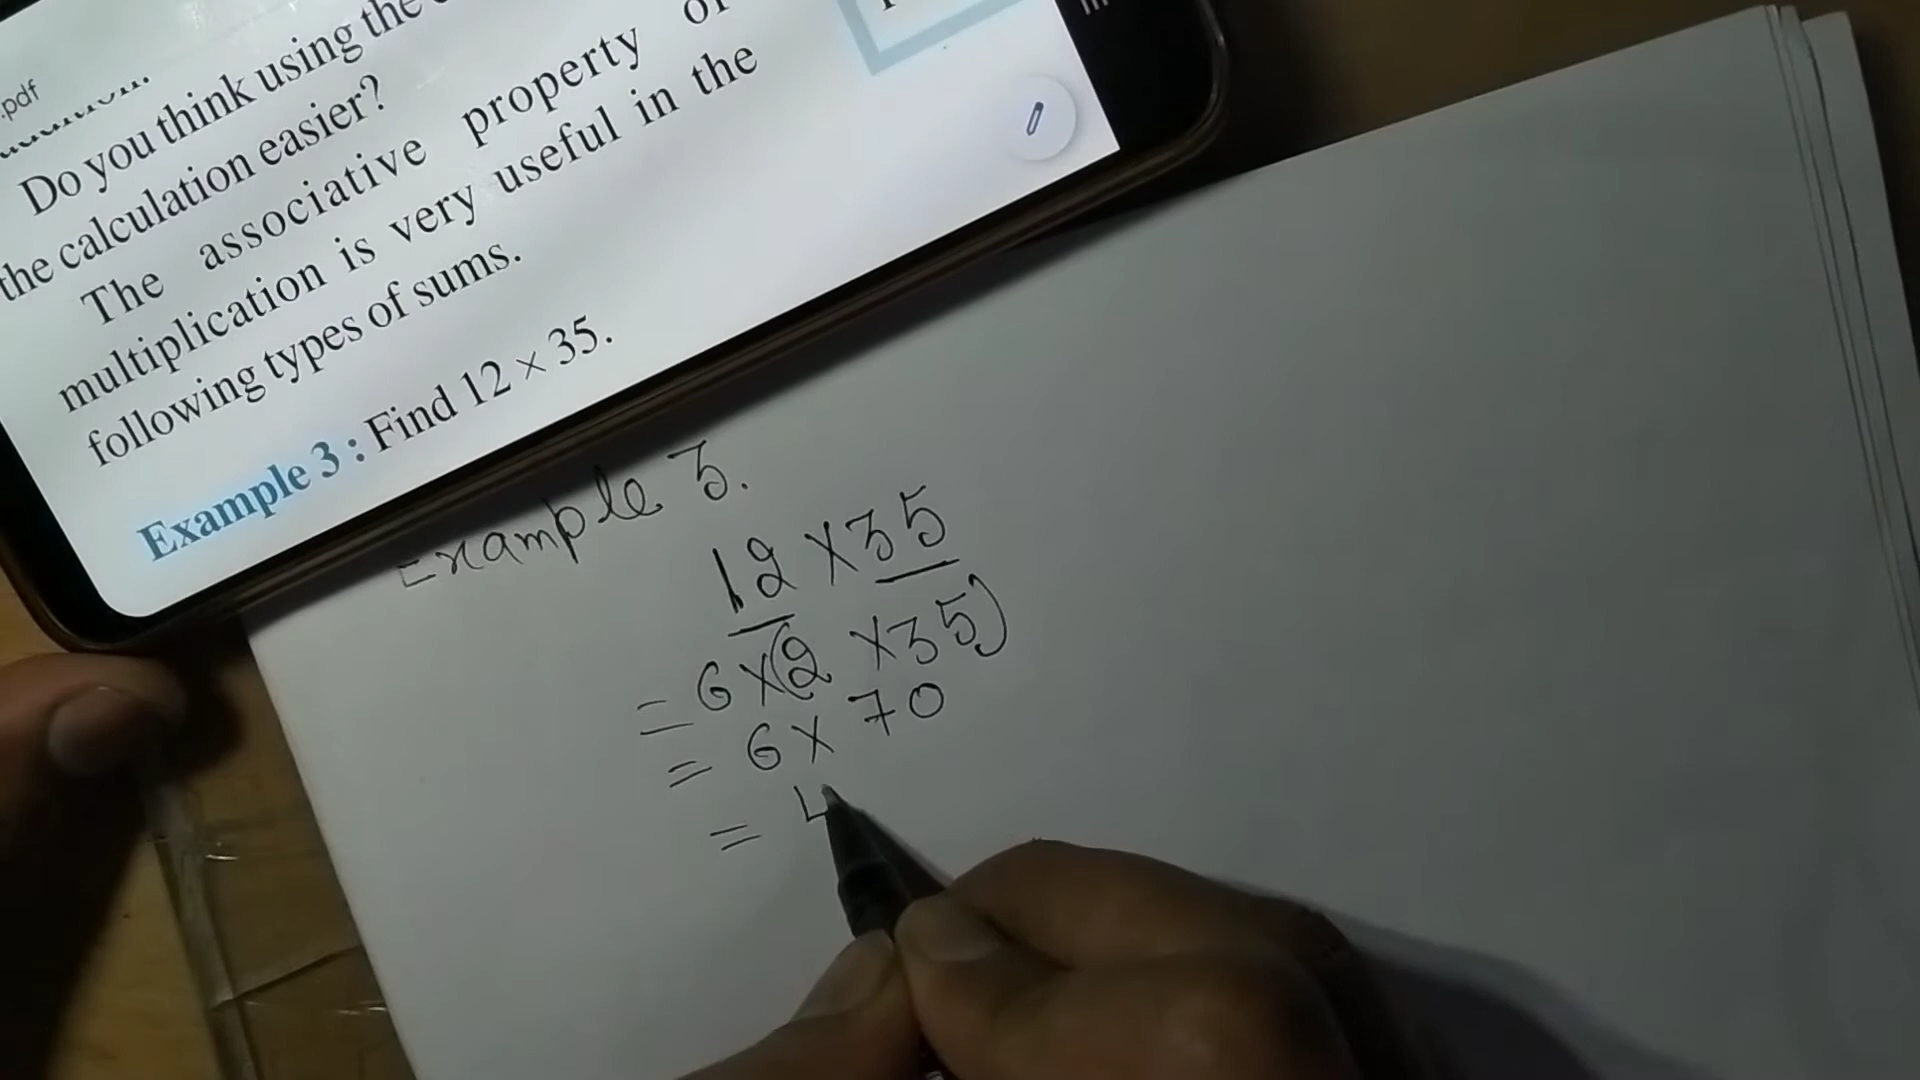 .pdf
Do you think using the
the calculation easier?
The associative property of
multiplication is very useful in the
following types of sums.
Example 3 : Find 12 × 35.
Example 3.
12 × 35
= 6 × (2 × 35)
= 6 × 70
= 4